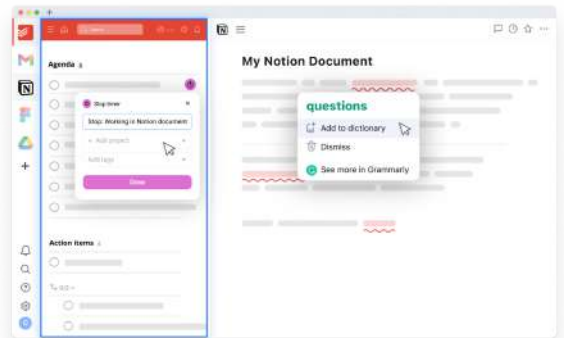 My Notion Document
Agenda
Stop timer
Stop: Working in Notion document
Add project
Add tags
Done
questions
Add to dictionary
Dismiss
See more in Grammarly
Action items